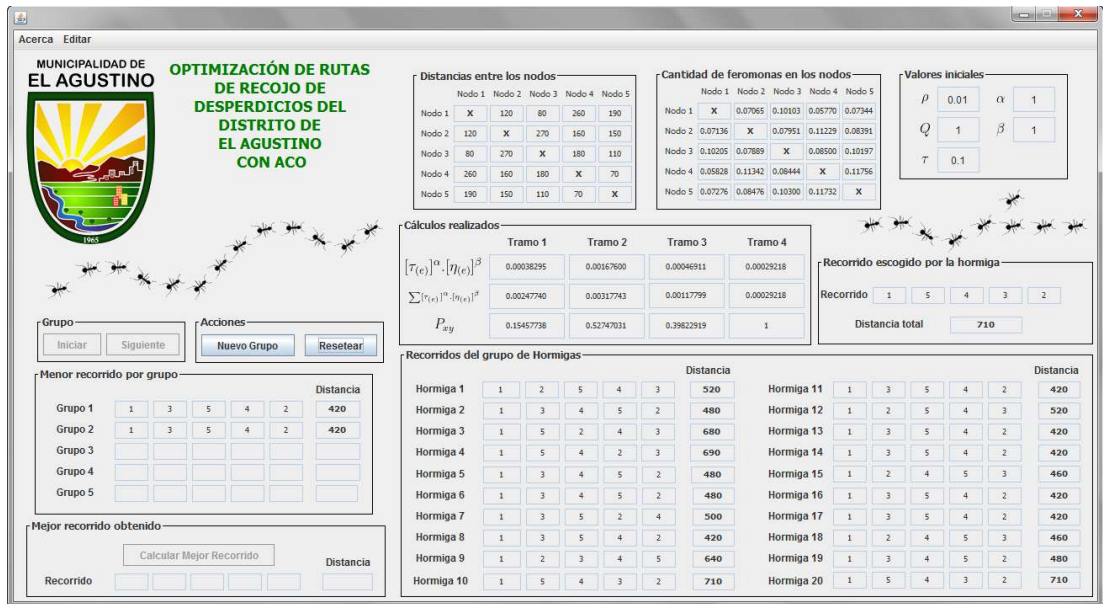 Acerca Editar
MUNICIPALIDAD DE
EL AGUSTINO
1965
OPTIMIZACIÓN DE RUTAS
DE RECOJO DE
DESPERDICIOS DEL
DISTRITO DE
EL AGUSTINO
CON ACO
Distancias entre los nodos
Nodo 1 Nodo 2 Nodo 3 Nodo 4 Nodo 5
Nodo 1 X 120 80 260 190
Nodo 2 120 X 270 160 150
Nodo 3 80 270 X 180 110
Nodo 4 260 160 180 X 70
Nodo 5 190 150 110 70 X
Cantidad de feromonas en los nodos
Nodo 1 Nodo 2 Nodo 3 Nodo 4 Nodo 5
Nodo 1 X 0.07065 0.10103 0.05770 0.07344
Nodo 2 0.07136 X 0.07951 0.11229 0.08391
Nodo 3 0.10205 0.07889 X 0.08500 0.10197
Nodo 4 0.05828 0.11342 0.08444 X 0.11756
Nodo 5 0.07276 0.08476 0.10300 0.11732 X
Valores iniciales
ρ 0.01 α 1
Q 1 β 1
τ 0.1
Cálculos realizados
Tramo 1 Tramo 2 Tramo 3 Tramo 4
[τ(e)]^α.[η(e)]^β 0.00038295 0.00167600 0.00046911 0.00029218
∑[τ(e)]^α.[η(e)]^β 0.00247740 0.00317743 0.00117799 0.00029218
Pxy 0.15457738 0.52747031 0.39822919 1
Recorrido escogido por la hormiga
Recorrido 1 5 4 3 2
Distancia total 710
Grupo
Iniciar Siguiente
Acciones
Nuevo Grupo Resetear
Menor recorrido por grupo
Distancia
Grupo 1 1 3 5 4 2 420
Grupo 2 1 3 5 4 2 420
Grupo 3
Grupo 4
Grupo 5
Mejor recorrido obtenido
Calcular Mejor Recorrido
Distancia
Recorrido
Recorridos del grupo de Hormigas
Distancia
Hormiga 1 1 2 5 4 3 520
Hormiga 2 1 3 4 5 2 480
Hormiga 3 1 5 2 4 3 680
Hormiga 4 1 5 4 2 3 690
Hormiga 5 1 3 4 5 2 480
Hormiga 6 1 3 4 5 2 480
Hormiga 7 1 3 5 2 4 500
Hormiga 8 1 3 5 4 2 420
Hormiga 9 1 2 3 4 5 640
Hormiga 10 1 5 4 3 2 710
Distancia
Hormiga 11 1 3 5 4 2 420
Hormiga 12 1 2 5 4 3 520
Hormiga 13 1 3 5 4 2 420
Hormiga 14 1 3 5 4 2 420
Hormiga 15 1 2 4 5 3 460
Hormiga 16 1 3 5 4 2 420
Hormiga 17 1 3 5 4 2 420
Hormiga 18 1 2 4 5 3 460
Hormiga 19 1 3 4 5 2 480
Hormiga 20 1 5 4 3 2 710